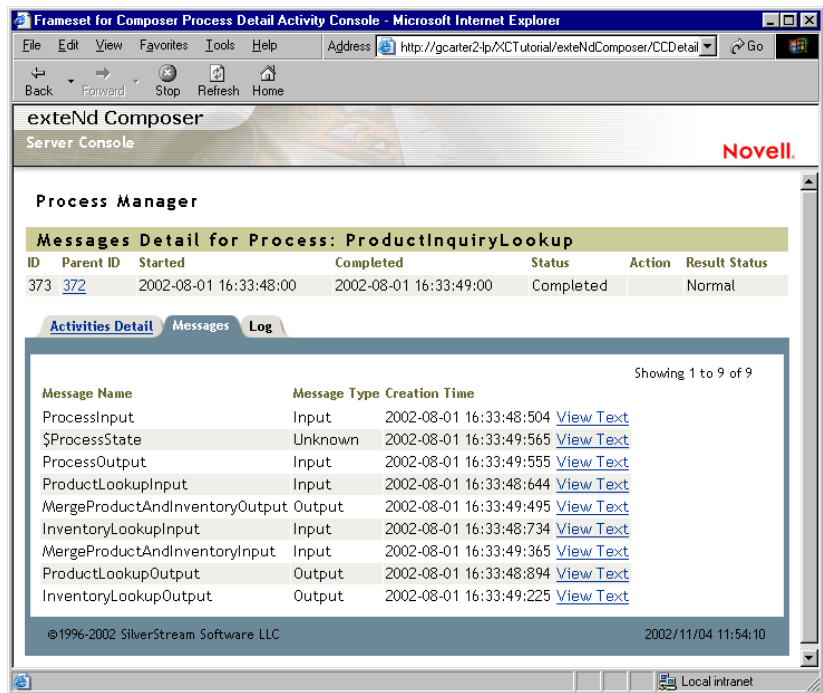 Frameset for Composer Process Detail Activity Console - Microsoft Internet Explorer
File Edit View Favorites Tools Help Address http://gcarter2-lp/XCTutorial/exteNdComposer/CCDetail Go
Back Forward Stop Refresh Home
exteNd Composer
Server Console
Novell.
Process Manager
Messages Detail for Process: ProductInquiryLookup
ID Parent ID Started Completed Status Action Result Status
373 372 2002-08-01 16:33:48:00 2002-08-01 16:33:49:00 Completed Normal
Activities Detail Messages Log
Showing 1 to 9 of 9
Message Name Message Type Creation Time
ProcessInput Input 2002-08-01 16:33:48:504 View Text
$ProcessState Unknown 2002-08-01 16:33:49:565 View Text
ProcessOutput Input 2002-08-01 16:33:49:555 View Text
ProductLookupInput Input 2002-08-01 16:33:48:644 View Text
MergeProductAndInventoryOutput Output 2002-08-01 16:33:49:495 View Text
InventoryLookupInput Input 2002-08-01 16:33:48:734 View Text
MergeProductAndInventoryInput Input 2002-08-01 16:33:49:365 View Text
ProductLookupOutput Output 2002-08-01 16:33:48:894 View Text
InventoryLookupOutput Output 2002-08-01 16:33:49:225 View Text
©1996-2002 SilverStream Software LLC 2002/11/04 11:54:10
Local intranet